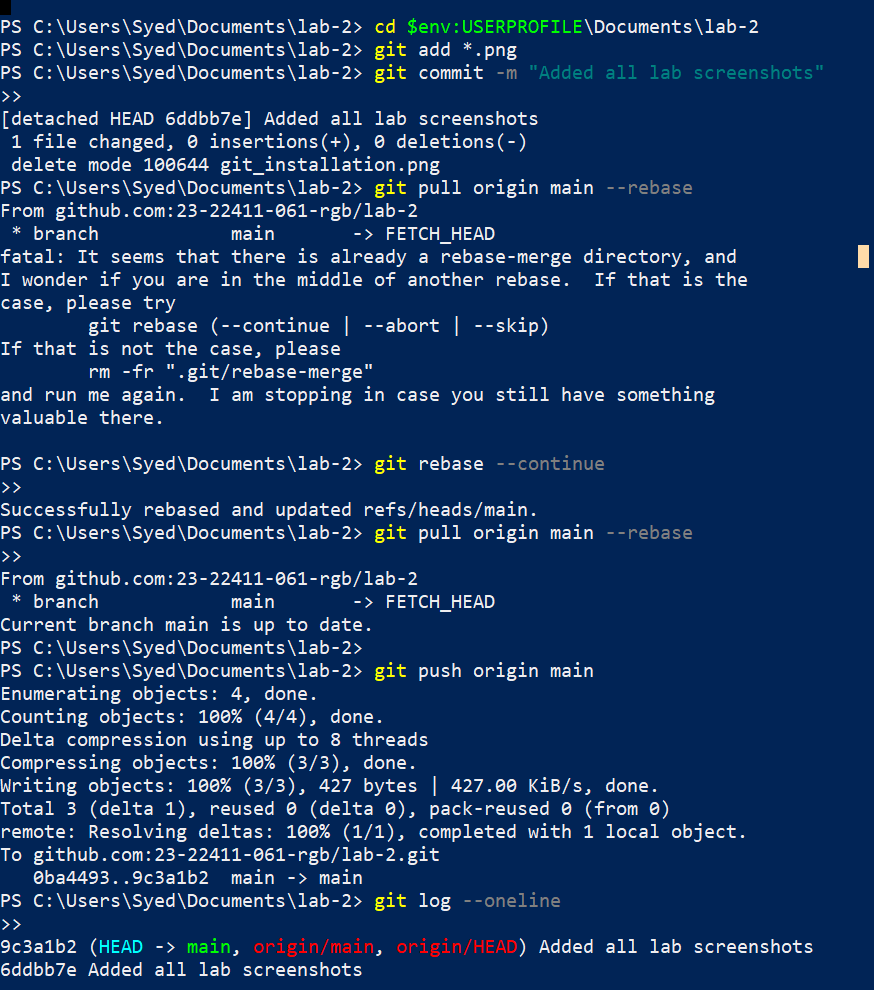 PS C:\Users\Syed\Documents\lab-2> cd $env:USERPROFILE\Documents\lab-2
PS C:\Users\Syed\Documents\lab-2> git add *.png
PS C:\Users\Syed\Documents\lab-2> git commit -m "Added all lab screenshots"
>>
[detached HEAD 6ddbb7e] Added all lab screenshots
 1 file changed, 0 insertions(+), 0 deletions(-)
 delete mode 100644 git_installation.png
PS C:\Users\Syed\Documents\lab-2> git pull origin main --rebase
From github.com:23-22411-061-rgb/lab-2
 * branch            main       -> FETCH_HEAD
fatal: It seems that there is already a rebase-merge directory, and
I wonder if you are in the middle of another rebase.  If that is the
case, please try
        git rebase (--continue | --abort | --skip)
If that is not the case, please
        rm -fr ".git/rebase-merge"
and run me again.  I am stopping in case you still have something
valuable there.
PS C:\Users\Syed\Documents\lab-2> git rebase --continue
>>
Successfully rebased and updated refs/heads/main.
PS C:\Users\Syed\Documents\lab-2> git pull origin main --rebase
>>
From github.com:23-22411-061-rgb/lab-2
 * branch            main       -> FETCH_HEAD
Current branch main is up to date.
PS C:\Users\Syed\Documents\lab-2>
PS C:\Users\Syed\Documents\lab-2> git push origin main
Enumerating objects: 4, done.
Counting objects: 100% (4/4), done.
Delta compression using up to 8 threads
Compressing objects: 100% (3/3), done.
Writing objects: 100% (3/3), 427 bytes | 427.00 KiB/s, done.
Total 3 (delta 1), reused 0 (delta 0), pack-reused 0 (from 0)
remote: Resolving deltas: 100% (1/1), completed with 1 local object.
To github.com:23-22411-061-rgb/lab-2.git
   0ba4493..9c3a1b2  main -> main
PS C:\Users\Syed\Documents\lab-2> git log --oneline
>>
9c3a1b2 (HEAD -> main, origin/main, origin/HEAD) Added all lab screenshots
6ddbb7e Added all lab screenshots